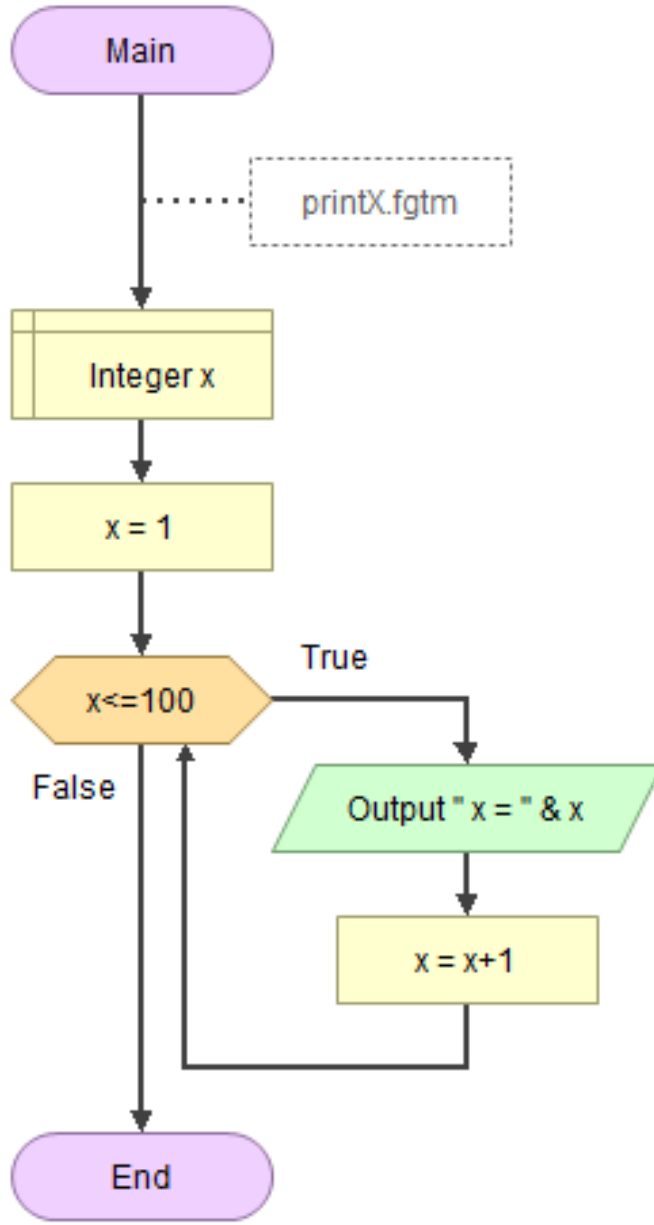 Main
printX.fgtm
Integer x
x = 1
x<=100
True
False
Output " x = " & x
x = x+1
End